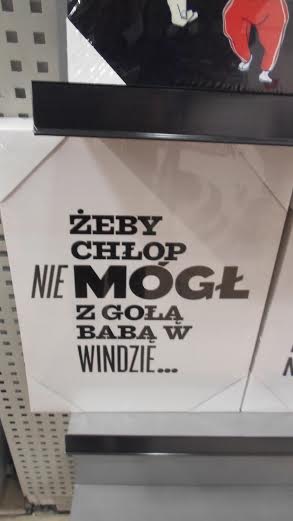 ŻEBY
CHŁOP
NIE MÓGŁ
Z GOŁĄ
BABĄ W
WINDZIE...